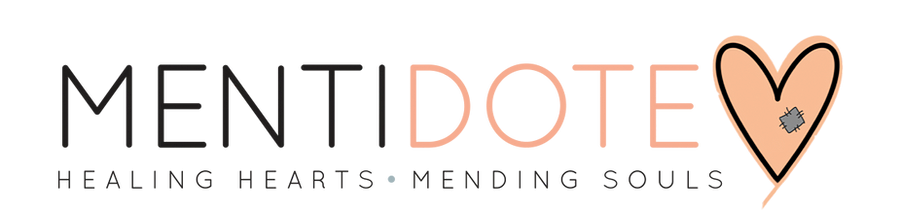 MENTIDOTE
HEALING HEARTS • MENDING SOULS